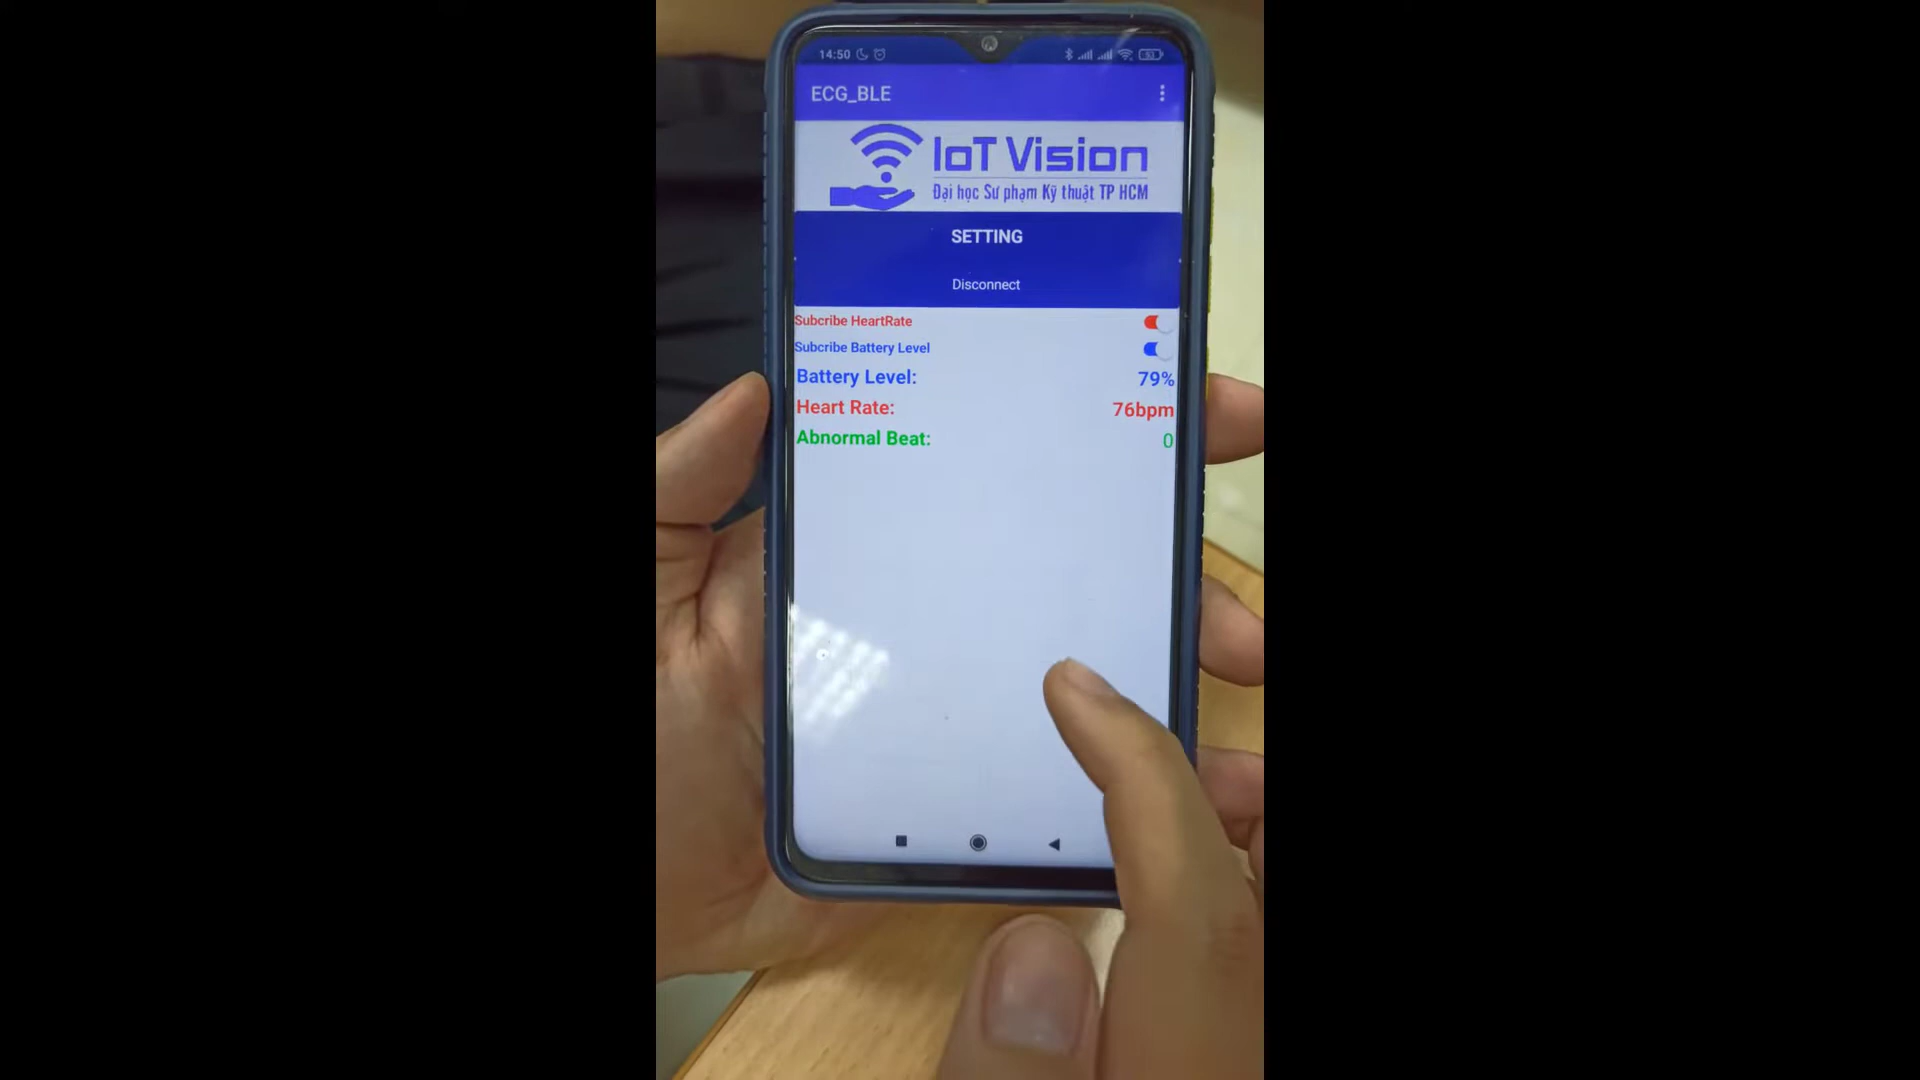 14:50
ECG_BLE
IoT Vision
Đại học Sư phạm Kỹ thuật TP HCM
SETTING
Disconnect
Subcribe HeartRate
Subcribe Battery Level
Battery Level: 79%
Heart Rate: 76bpm
Abnormal Beat: 0